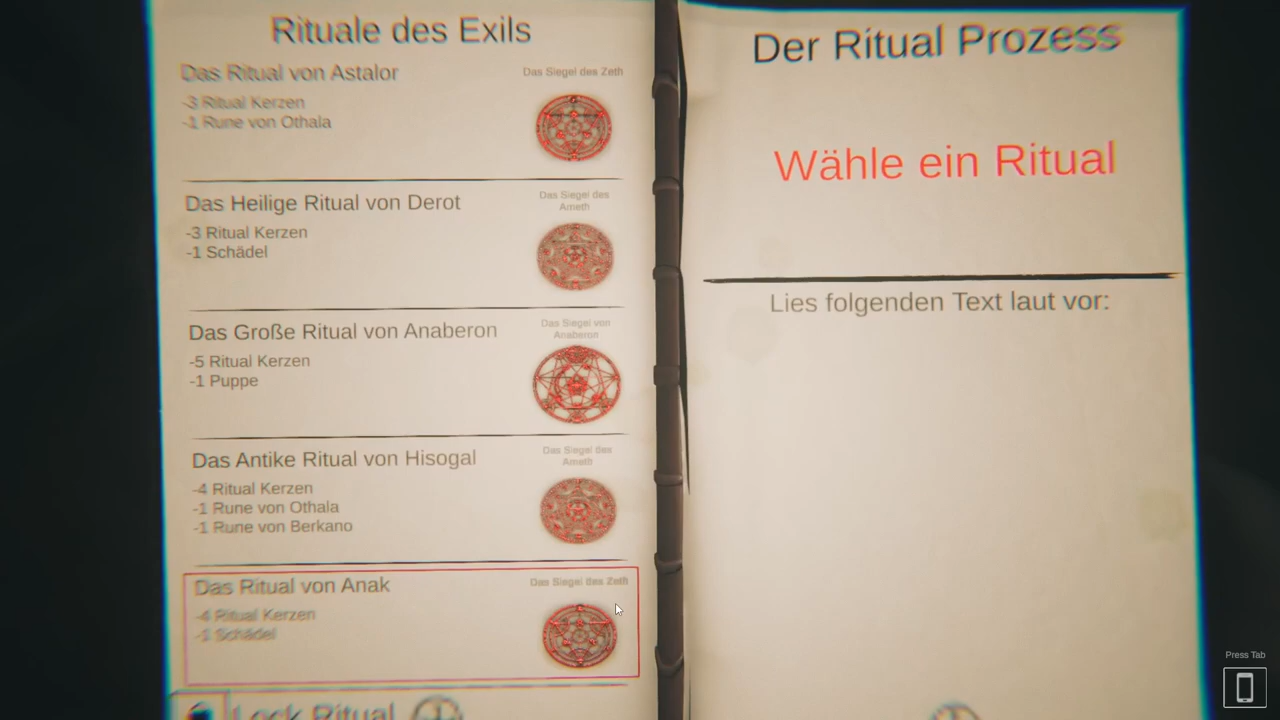 Rituale des Exils
Das Ritual von Astalor
Das Siegel des Zeth
-3 Ritual Kerzen
-1 Rune von Othala
Das Heilige Ritual von Derot
Das Siegel des
Ameth
-3 Ritual Kerzen
-1 Schädel
Das Große Ritual von Anaberon
Das Siegel von
Anaberon
-5 Ritual Kerzen
-1 Puppe
Das Antike Ritual von Hisogal
Das Siegel des
Ameth
-4 Ritual Kerzen
-1 Rune von Othala
-1 Rune von Berkano
Das Ritual von Anak
Das Siegel des Zeth
-4 Ritual Kerzen
-1 Schädel
Lock Ritual
Der Ritual Prozess
Wähle ein Ritual
Lies folgenden Text laut vor:
Press Tab